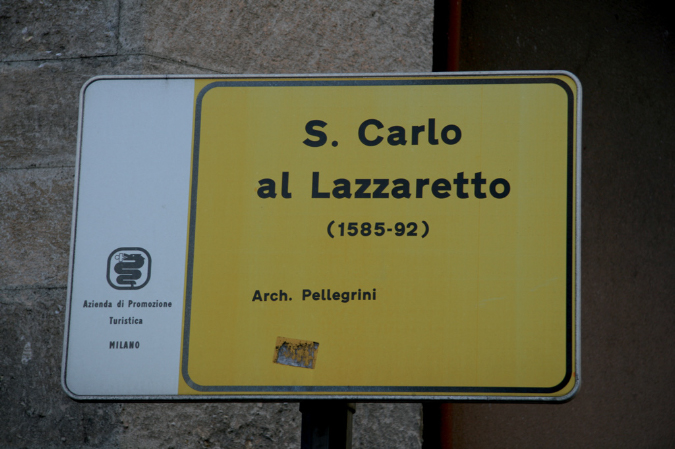 S. Carlo
al Lazzaretto
(1585-92)
Arch. Pellegrini
Azienda di Promozione
Turistica
MILANO